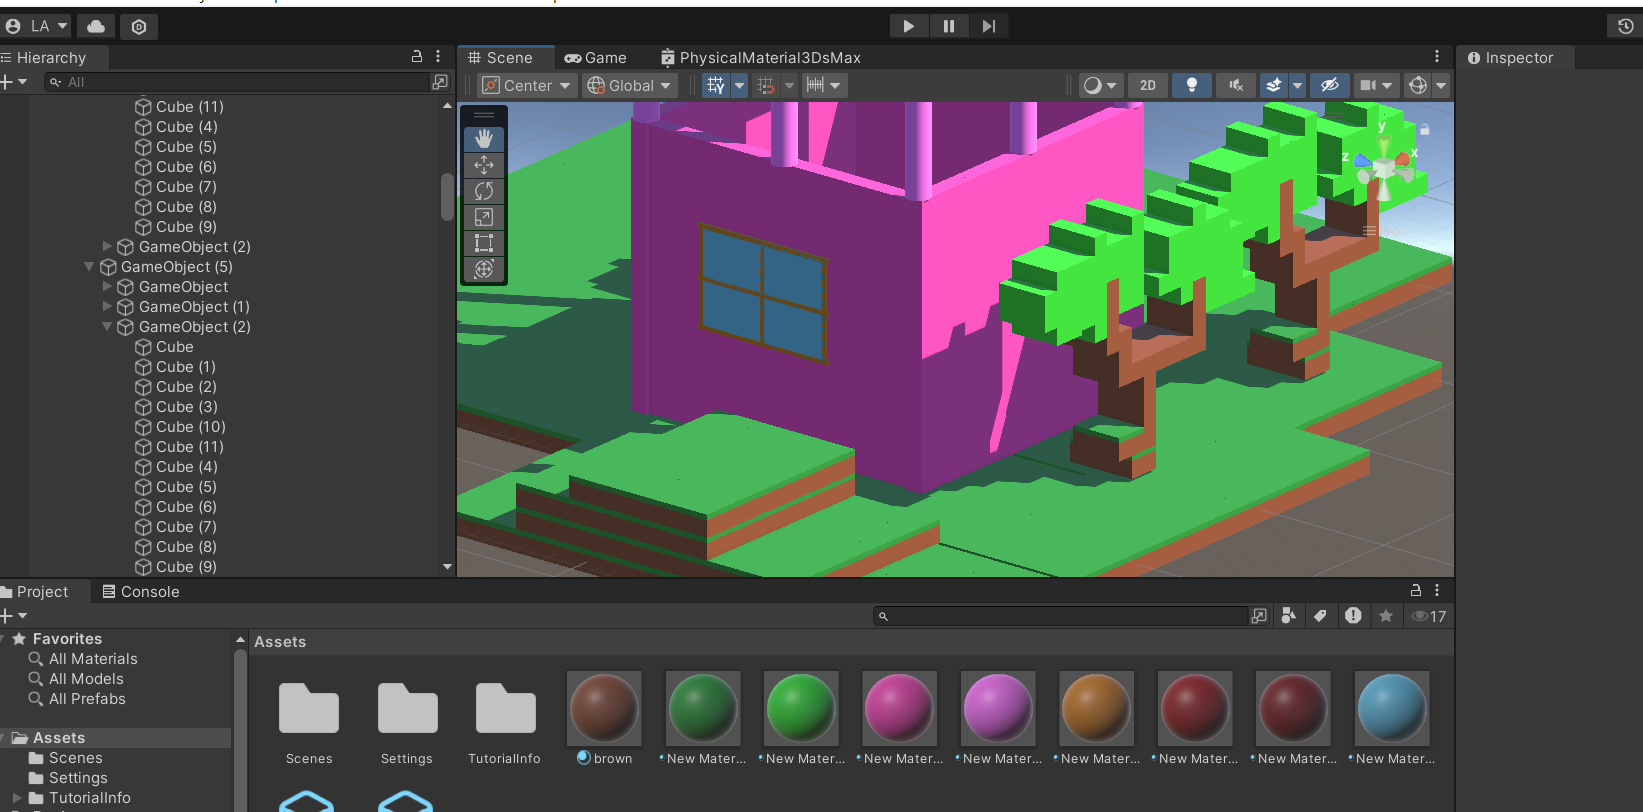 LA
Hierarchy
All
Cube (11)
Cube (4)
Cube (5)
Cube (6)
Cube (7)
Cube (8)
Cube (9)
GameObject (2)
GameObject (5)
GameObject
GameObject (1)
GameObject (2)
Cube
Cube (1)
Cube (2)
Cube (3)
Cube (10)
Cube (11)
Cube (4)
Cube (5)
Cube (6)
Cube (7)
Cube (8)
Cube (9)
Scene
Game
PhysicalMaterial3DsMax
Center
Global
2D
y
z
x
Inspector
Project
Console
17
Favorites
All Materials
All Models
All Prefabs
Assets
Scenes
Settings
TutorialInfo
Assets
Scenes
Settings
TutorialInfo
brown
New Mater...
New Mater...
New Mater...
New Mater...
New Mater...
New Mater...
New Mater...
New Mater...